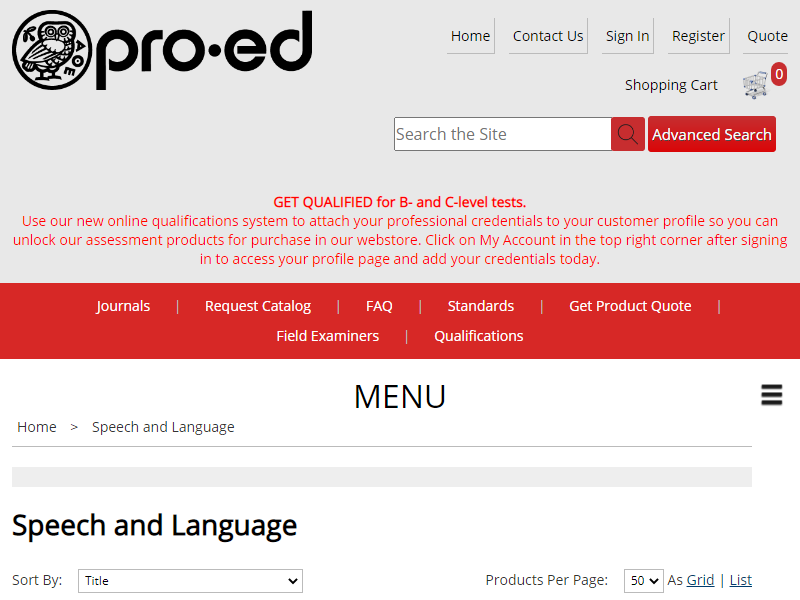 pro·ed
Home
Contact Us
Sign In
Register
Quote
Shopping Cart
0
Search the Site
Advanced Search
GET QUALIFIED for B- and C-level tests.
Use our new online qualifications system to attach your professional credentials to your customer profile so you can
unlock our assessment products for purchase in our webstore. Click on My Account in the top right corner after signing
in to access your profile page and add your credentials today.
Journals | Request Catalog | FAQ | Standards | Get Product Quote |
Field Examiners | Qualifications
MENU
Home > Speech and Language
Speech and Language
Sort By: Title
Products Per Page: 50 As Grid | List